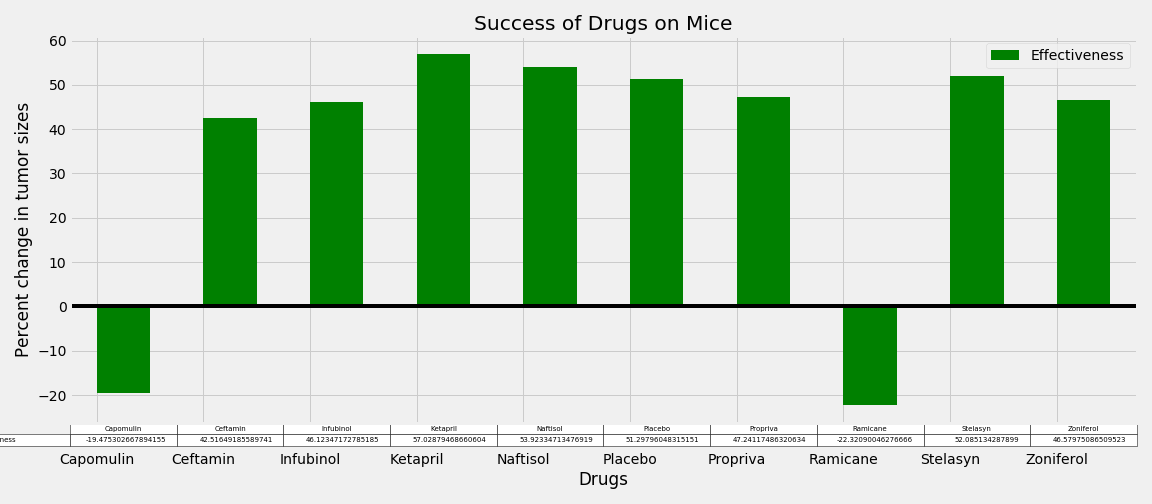 Success of Drugs on Mice
Effectiveness
Percent change in tumor sizes
60
50
40
30
20
10
0
−10
−20
Capomulin Ceftamin Infubinol Ketapril Naftisol Placebo Propriva Ramicane Stelasyn Zoniferol
ness -19.475302667894155 42.51649185589741 46.12347172785185 57.02879468660604 53.92334713476919 51.29796048315151 47.24117486320634 -22.32090046276666 52.085134287899 46.57975086509523
Capomulin Ceftamin Infubinol Ketapril Naftisol Placebo Propriva Ramicane Stelasyn Zoniferol
Drugs